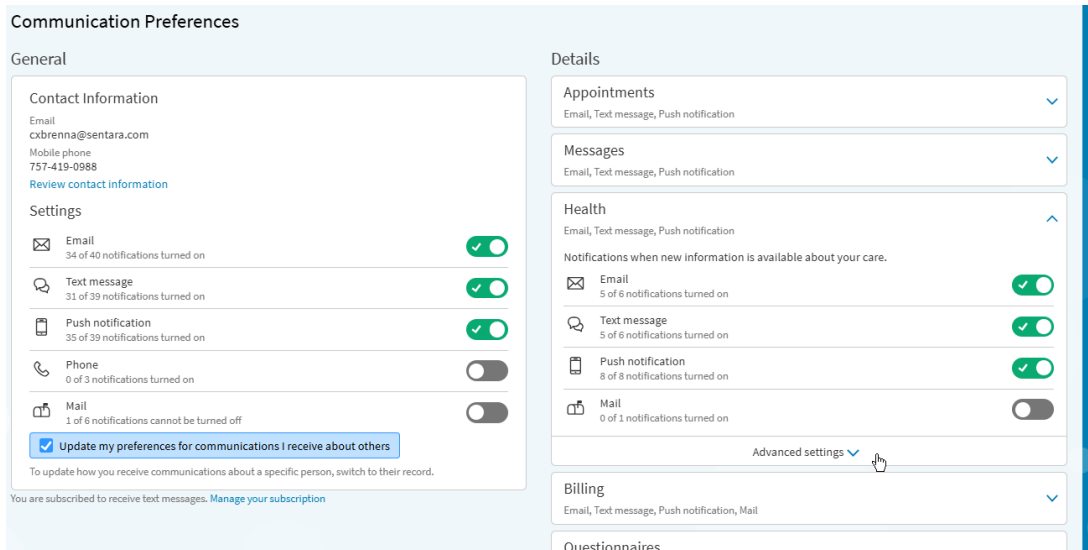 Communication Preferences
General
Contact Information
Email
cxbrenna@sentara.com
Mobile phone
757-419-0988
Review contact information
Settings
Email
34 of 40 notifications turned on
Text message
31 of 39 notifications turned on
Push notification
35 of 39 notifications turned on
Phone
0 of 3 notifications turned on
Mail
1 of 6 notifications cannot be turned off
Update my preferences for communications I receive about others
To update how you receive communications about a specific person, switch to their record.
You are subscribed to receive text messages. Manage your subscription
Details
Appointments
Email, Text message, Push notification
Messages
Email, Text message, Push notification
Health
Email, Text message, Push notification
Notifications when new information is available about your care.
Email
5 of 6 notifications turned on
Text message
5 of 6 notifications turned on
Push notification
8 of 8 notifications turned on
Mail
0 of 1 notifications turned on
Advanced settings
Billing
Email, Text message, Push notification, Mail
Questionnaires